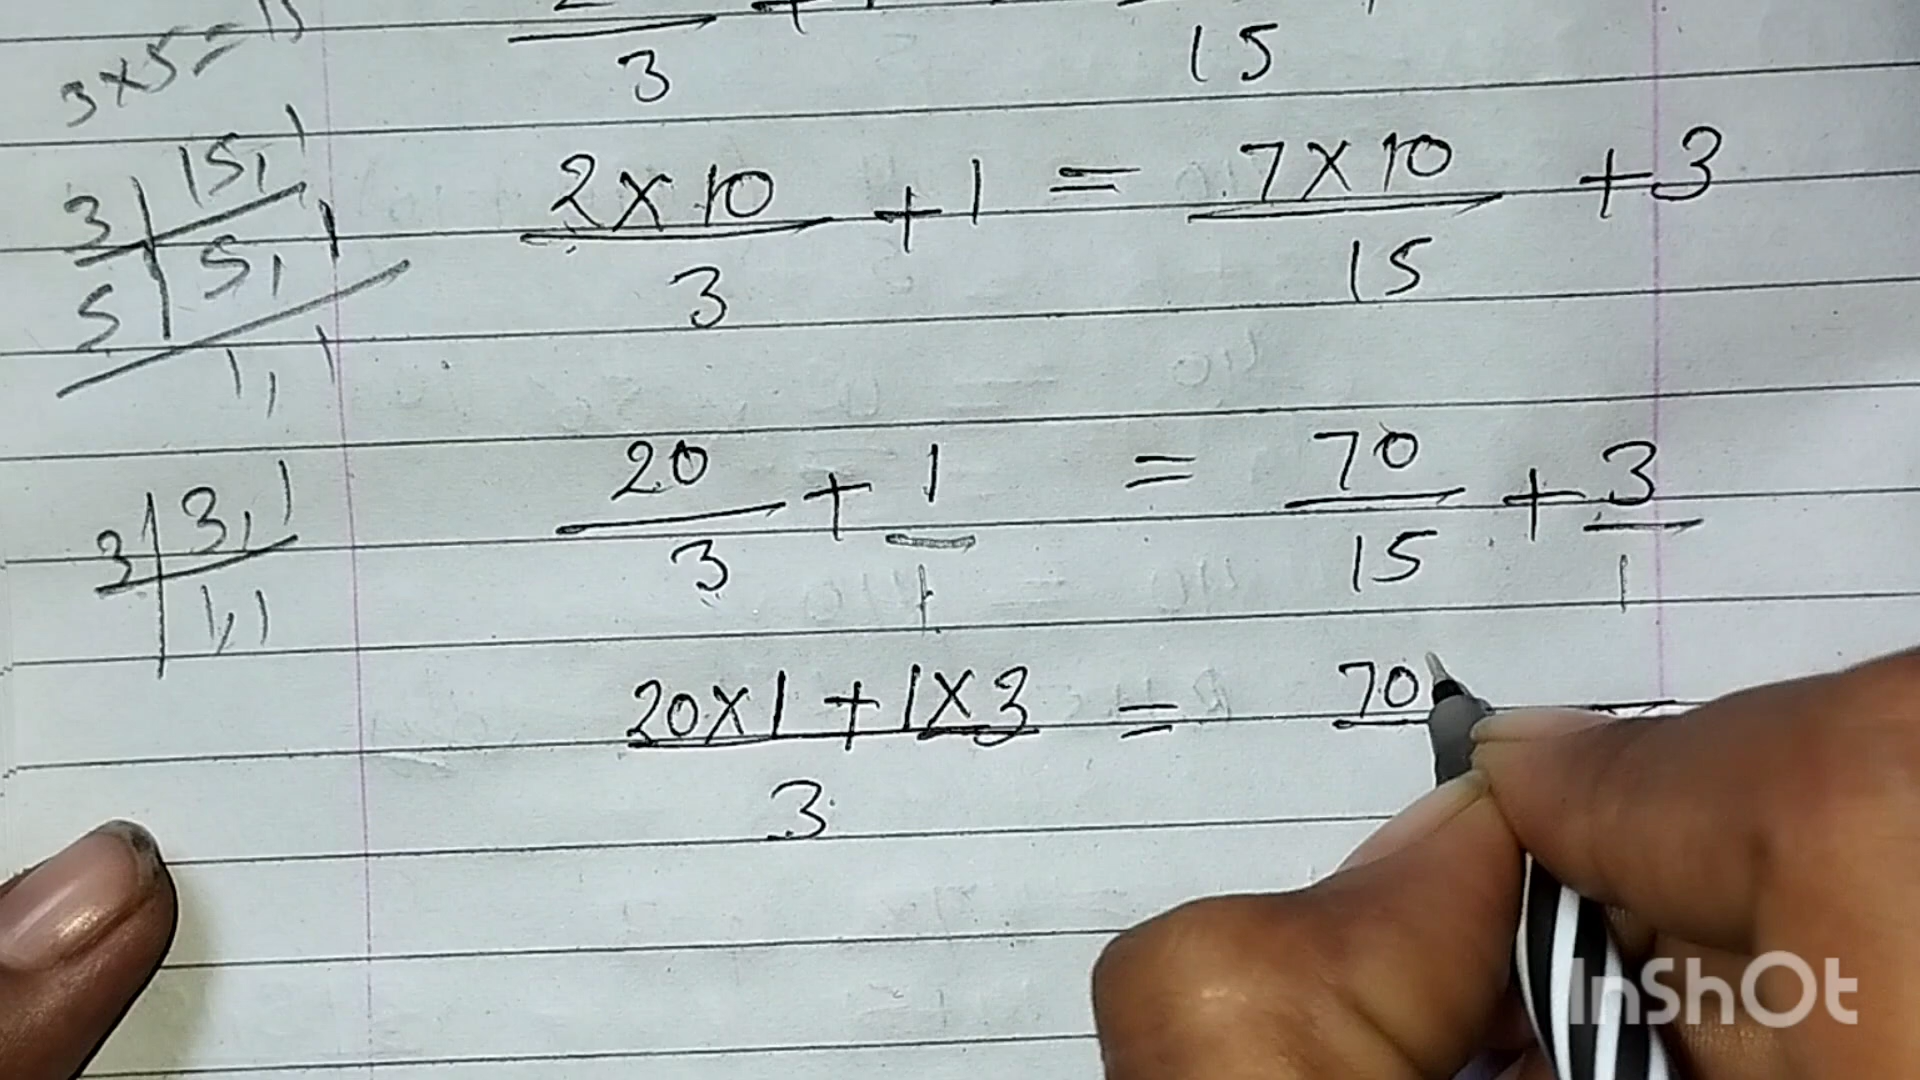 3×5=15
3 15
2×10/3 + 1 = 7×10/15 + 3
3 | 15, 1
5 | 5, 1
1, 1
20/3 + 1/1 = 70/15 + 3/1
3 | 3, 1
1, 1
20×1 + 1×3/3 = 70
InShOt